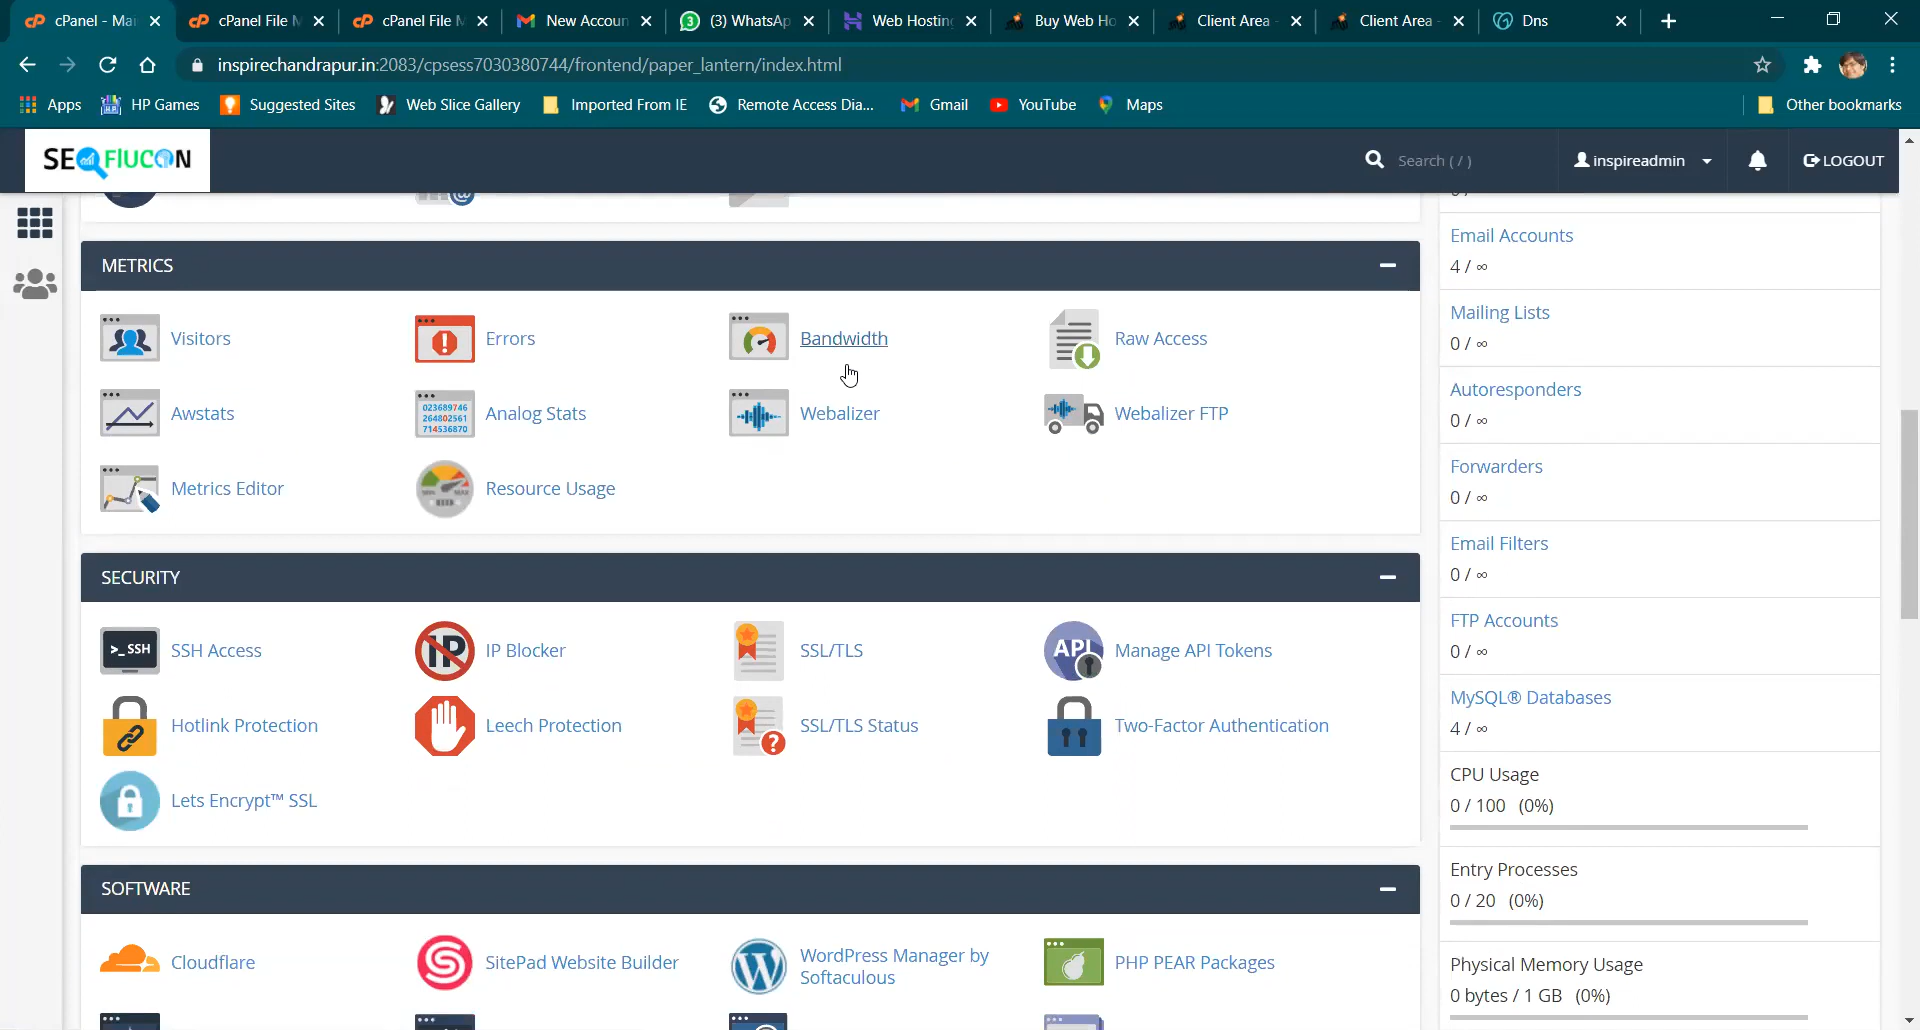 cPanel - Mai
cPanel File M
cPanel File M
New Accoun
(3) WhatsAp
Web Hosting
Buy Web Ho
Client Area -
Client Area -
Dns
inspirechandrapur.in:2083/cpsess7030380744/frontend/paper_lantern/index.html
Apps
HP Games
Suggested Sites
Web Slice Gallery
Imported From IE
Remote Access Dia...
Gmail
YouTube
Maps
Other bookmarks
SEOFIUCON
Search ( / )
inspireadmin
LOGOUT
METRICS
Visitors
Errors
Bandwidth
Raw Access
Awstats
023689746
264802561
714536870
Analog Stats
Webalizer
Webalizer FTP
Metrics Editor
Resource Usage
SECURITY
>_ SSH
SSH Access
IP
IP Blocker
SSL/TLS
API
Manage API Tokens
Hotlink Protection
Leech Protection
SSL/TLS Status
Two-Factor Authentication
Lets Encrypt™ SSL
SOFTWARE
Cloudflare
SitePad Website Builder
WordPress Manager by
Softaculous
PHP PEAR Packages
Email Accounts
4 / ∞
Mailing Lists
0 / ∞
Autoresponders
0 / ∞
Forwarders
0 / ∞
Email Filters
0 / ∞
FTP Accounts
0 / ∞
MySQL® Databases
4 / ∞
CPU Usage
0 / 100 (0%)
Entry Processes
0 / 20 (0%)
Physical Memory Usage
0 bytes / 1 GB (0%)